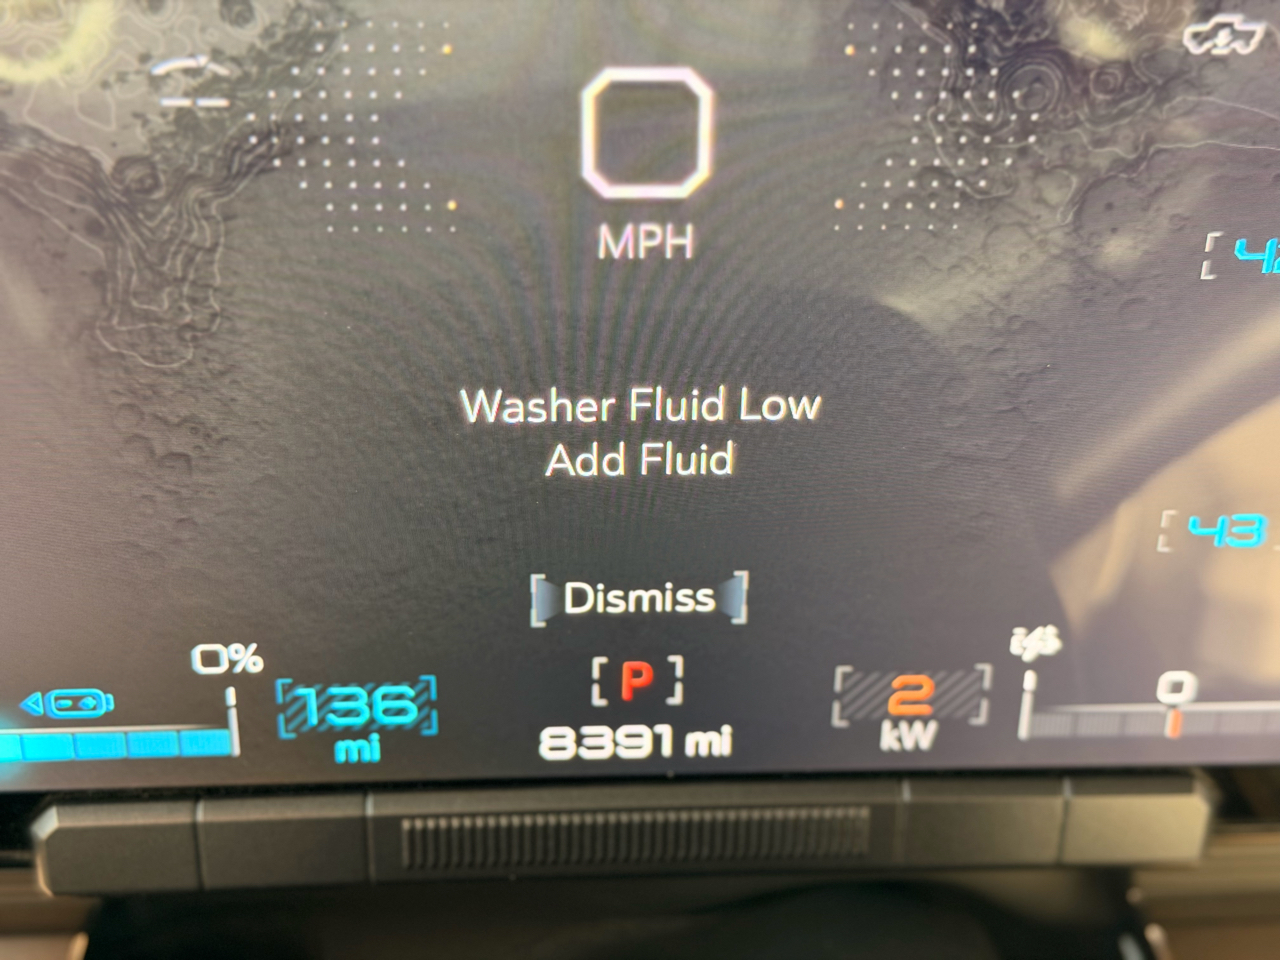 0
MPH
43
Washer Fluid Low
Add Fluid
Dismiss
0%
136
mi
P
8391 mi
2
kW
0